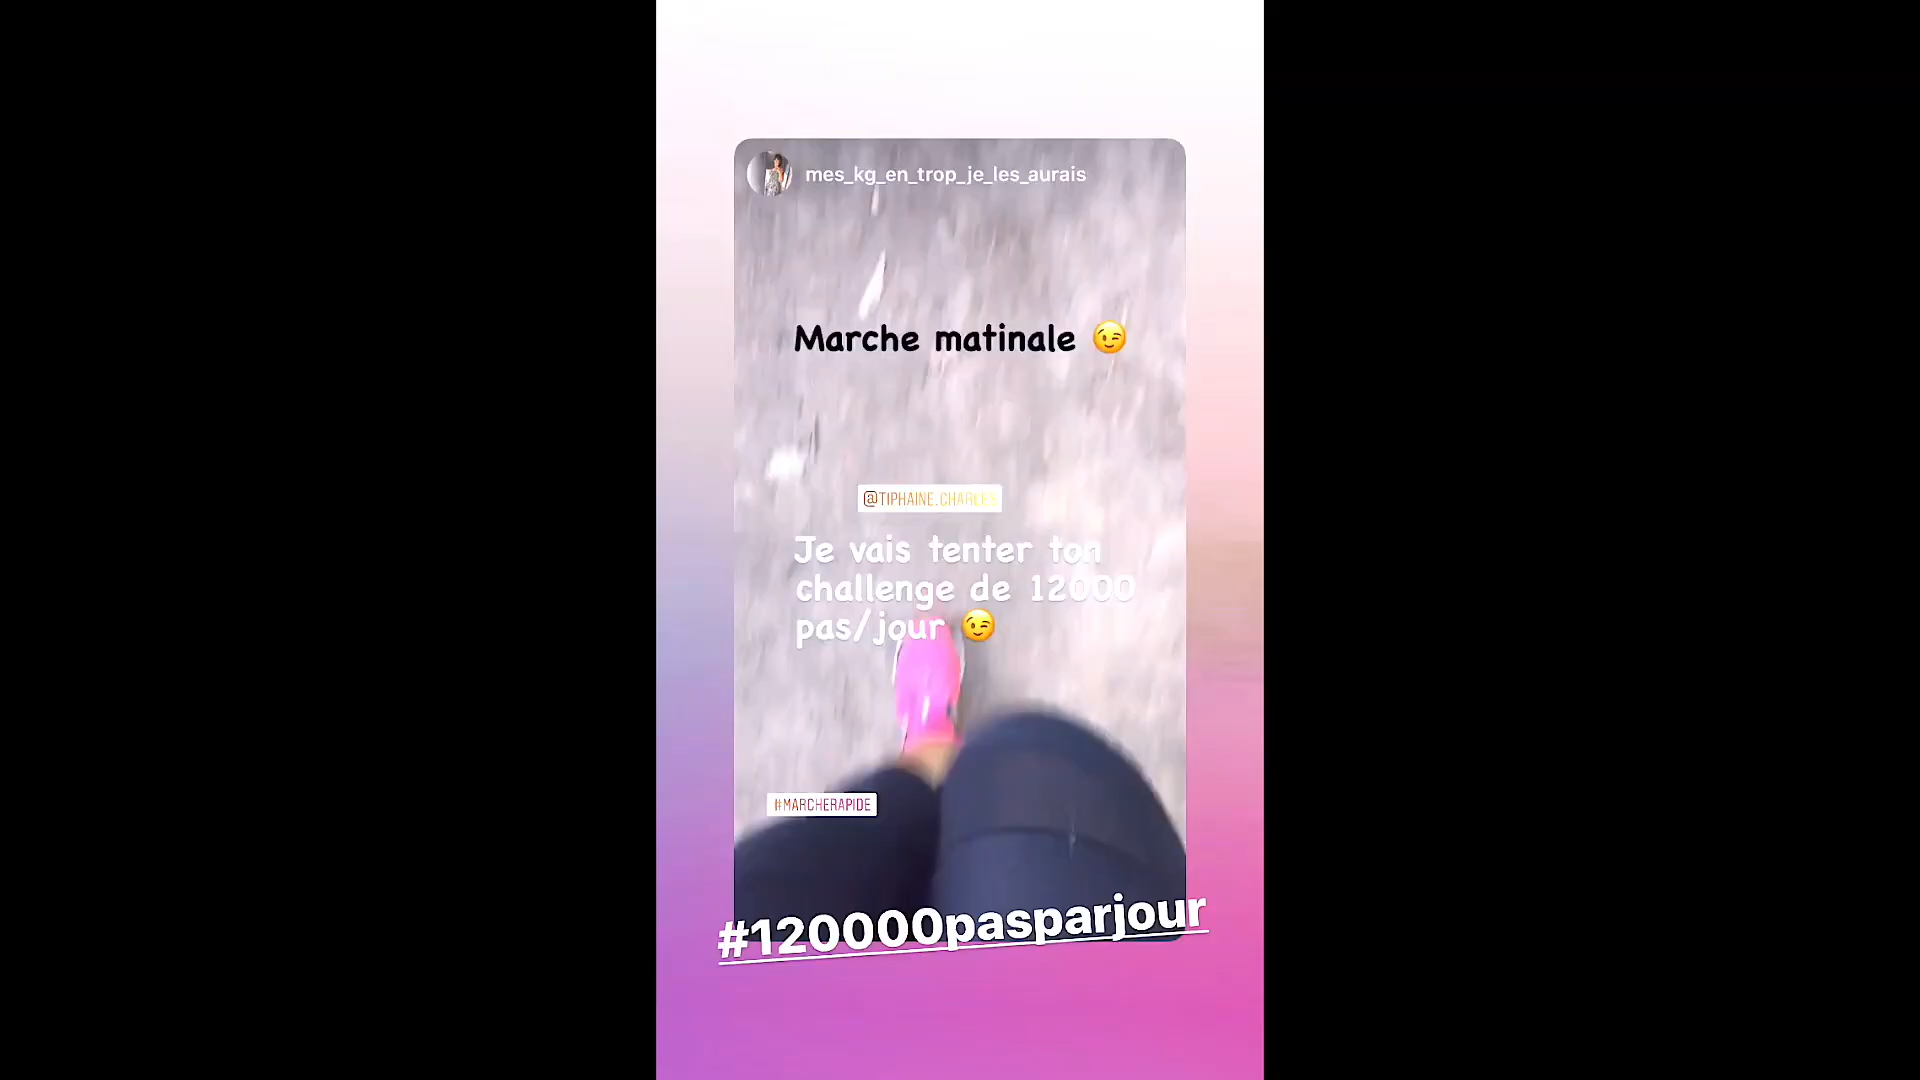 mes_kg_en_trop_je_les_aurais
Marche matinale 😉
@TIPHAINE.CHARLES
Je vais tenter ton
challenge de 12000
pas/jour 😉
#MARCHERAPIDE
#120000pasparjour